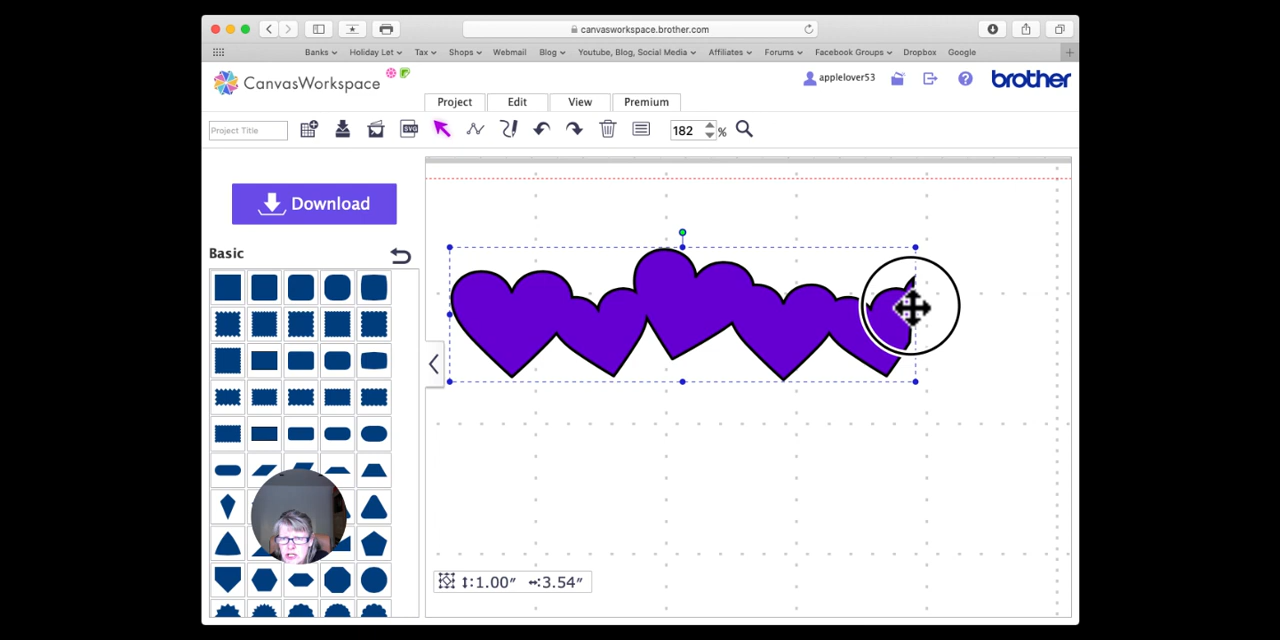 canvasworkspace.brother.com
Banks Holiday Let Tax Shops Webmail Blog Youtube, Blog, Social Media Affiliates Forums Facebook Groups Dropbox Google
CanvasWorkspace applelover53 brother
Project Edit View Premium
Project Title SVG 182 %
Download
Basic
1.00″ 3.54″